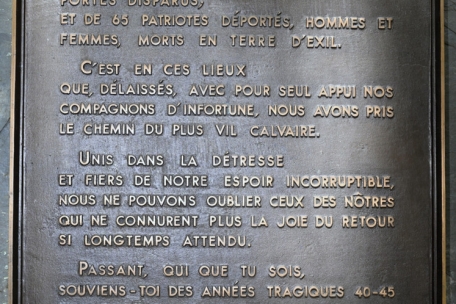 PORTÉS DISPARUS,
ET DE 65 PATRIOTES DÉPORTÉS, HOMMES ET
FEMMES, MORTS EN TERRE D'EXIL.
C'EST EN CES LIEUX
QUE, DÉLAISSÉS, AVEC POUR SEUL APPUI NOS
COMPAGNONS D'INFORTUNE, NOUS AVONS PRIS
LE CHEMIN DU PLUS VIL CALVAIRE.
UNIS DANS LA DÉTRESSE
ET FIERS DE NOTRE ESPOIR INCORRUPTIBLE,
NOUS NE POUVONS OUBLIER CEUX DES NÔTRES
QUI NE CONNURENT PLUS LA JOIE DU RETOUR
SI LONGTEMPS ATTENDU.
PASSANT, QUI QUE TU SOIS,
SOUVIENS-TOI DES ANNÉES TRAGIQUES 40-45